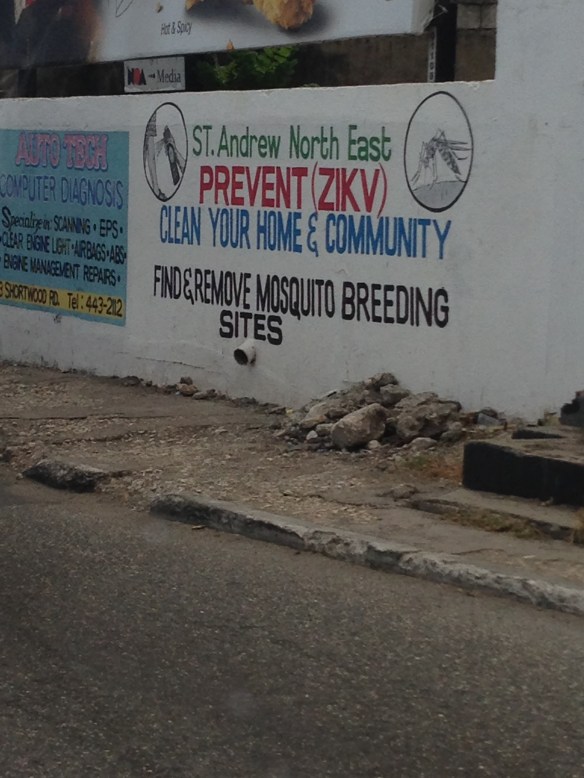 Hot & Spicy
NOA → Media
ST. Andrew North East
PREVENT (ZIKV)
CLEAN YOUR HOME & COMMUNITY
FIND & REMOVE MOSQUITO BREEDING
SITES
AUTO TECH
COMPUTER DIAGNOSIS
Specialize in: SCANNING • EPS •
CLEAR ENGINE LIGHT • AIRBAGS • ABS
• ENGINE MANAGEMENT REPAIRS •
SHORTWOOD RD. Tel: 443-2112